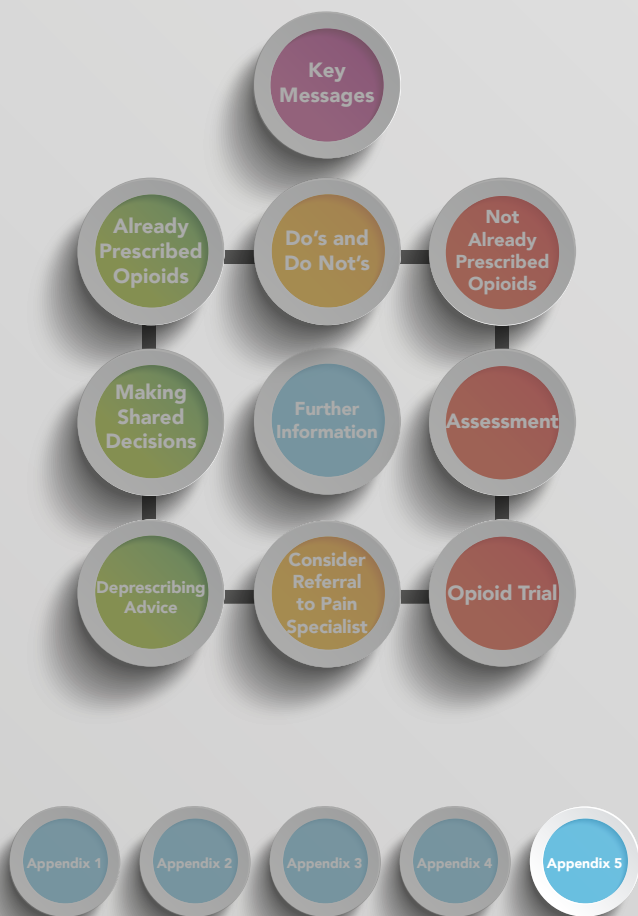 Key
Messages
Already
Prescribed
Opioids
Do's and
Do Not's
Not
Already
Prescribed
Opioids
Making
Shared
Decisions
Further
Information
Assessment
Deprescribing
Advice
Consider
Referral
to Pain
Specialist
Opioid Trial
Appendix 1
Appendix 2
Appendix 3
Appendix 4
Appendix 5